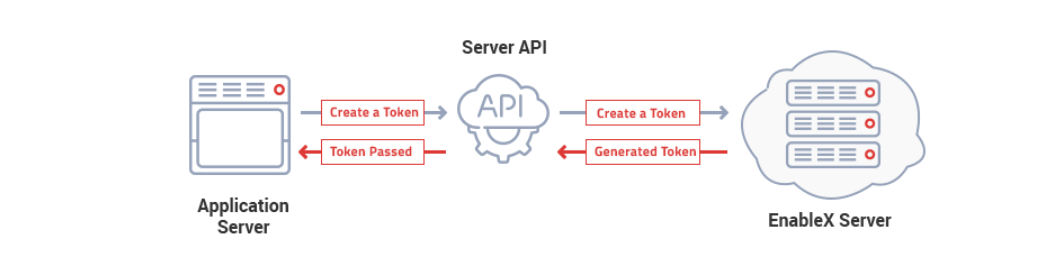 Server API
API
Create a Token
Create a Token
Token Passed
Generated Token
Application
Server
EnableX Server